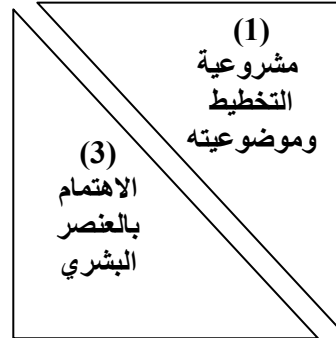 (1)
مشروعية
التخطيط
وموضوعيته
(3)
الاهتمام
بالعنصر
البشري